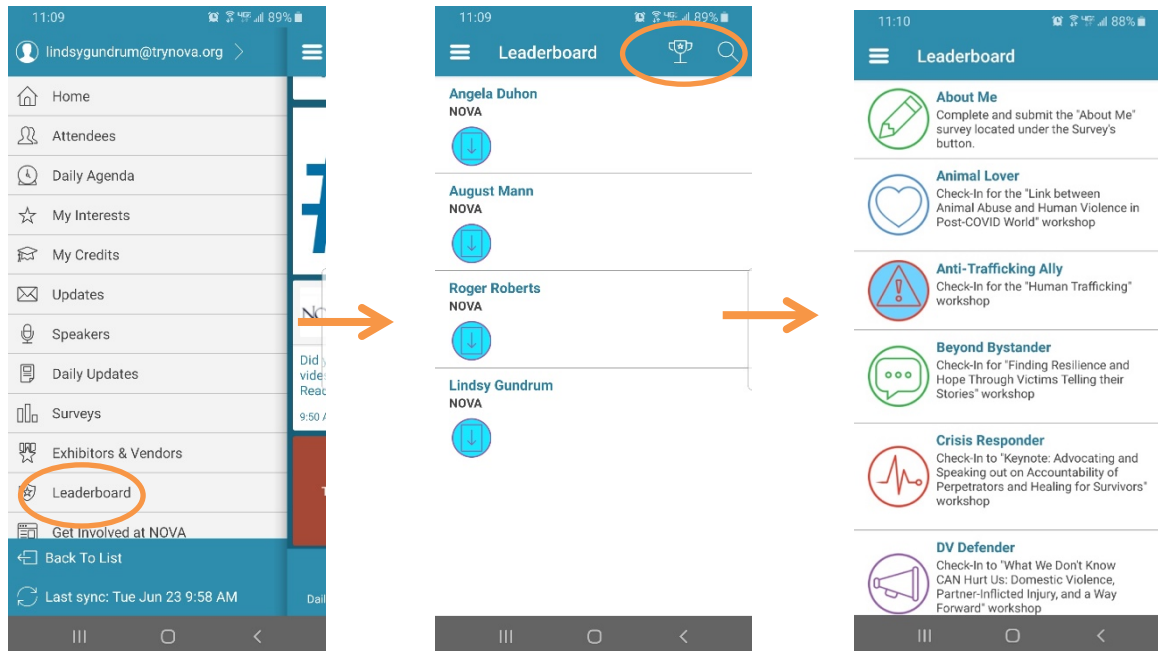 11:09
89%
lindsygundrum@trynova.org
Home
Attendees
Daily Agenda
My Interests
My Credits
Updates
Speakers
Daily Updates
Surveys
Exhibitors & Vendors
Leaderboard
Get Involved at NOVA
Back To List
Last sync: Tue Jun 23 9:58 AM
#
NO
Did
vide
Read
9:50 A
T
Dail
11:09
89%
Leaderboard
Angela Duhon
NOVA
August Mann
NOVA
Roger Roberts
NOVA
Lindsy Gundrum
NOVA
11:10
88%
Leaderboard
About Me
Complete and submit the "About Me"
survey located under the Survey's
button.
Animal Lover
Check-In for the "Link between
Animal Abuse and Human Violence in
Post-COVID World" workshop
Anti-Trafficking Ally
Check-In for the "Human Trafficking"
workshop
Beyond Bystander
Check-In for "Finding Resilience and
Hope Through Victims Telling their
Stories" workshop
Crisis Responder
Check-In to "Keynote: Advocating and
Speaking out on Accountability of
Perpetrators and Healing for Survivors"
workshop
DV Defender
Check-In to "What We Don't Know
CAN Hurt Us: Domestic Violence,
Partner-Inflicted Injury, and a Way
Forward" workshop